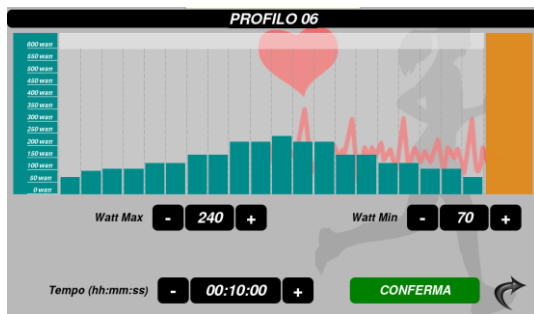 PROFILO 06
600 watt
550 watt
500 watt
450 watt
400 watt
350 watt
300 watt
250 watt
200 watt
150 watt
100 watt
50 watt
0 watt
Watt Max - 240 + Watt Min - 70 +
Tempo (hh:mm:ss) - 00:10:00 + CONFERMA